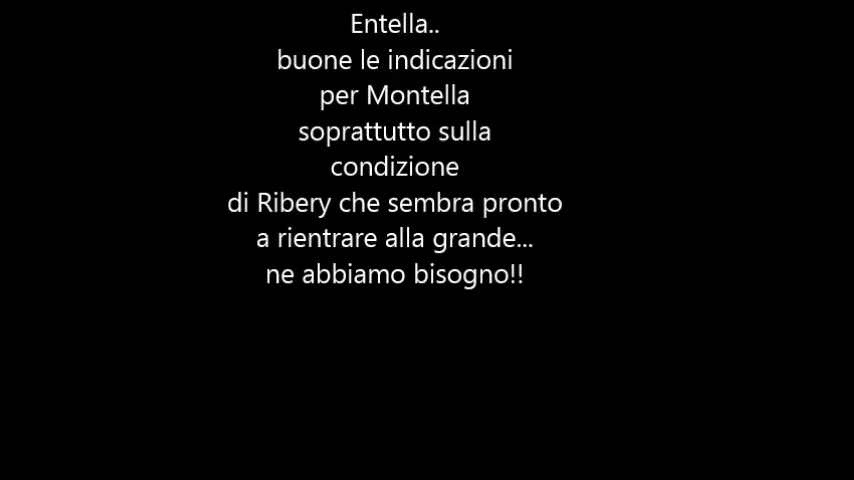 Entella..
buone le indicazioni
per Montella
soprattutto sulla
condizione
di Ribery che sembra pronto
a rientrare alla grande...
ne abbiamo bisogno!!